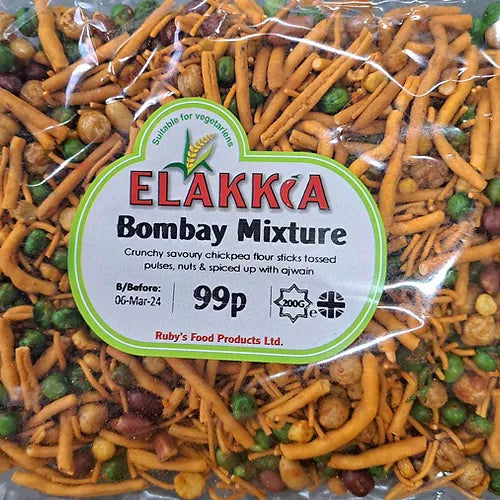 Suitable for vegeteriens
ELAKKIA
Bombay Mixture
Crunchy savoury chickpea flour sticks tossed
pulses, nuts & spiced up with ajwain
B/Before:
06-Mar-24
99p
200G e
Ruby's Food Products Ltd.